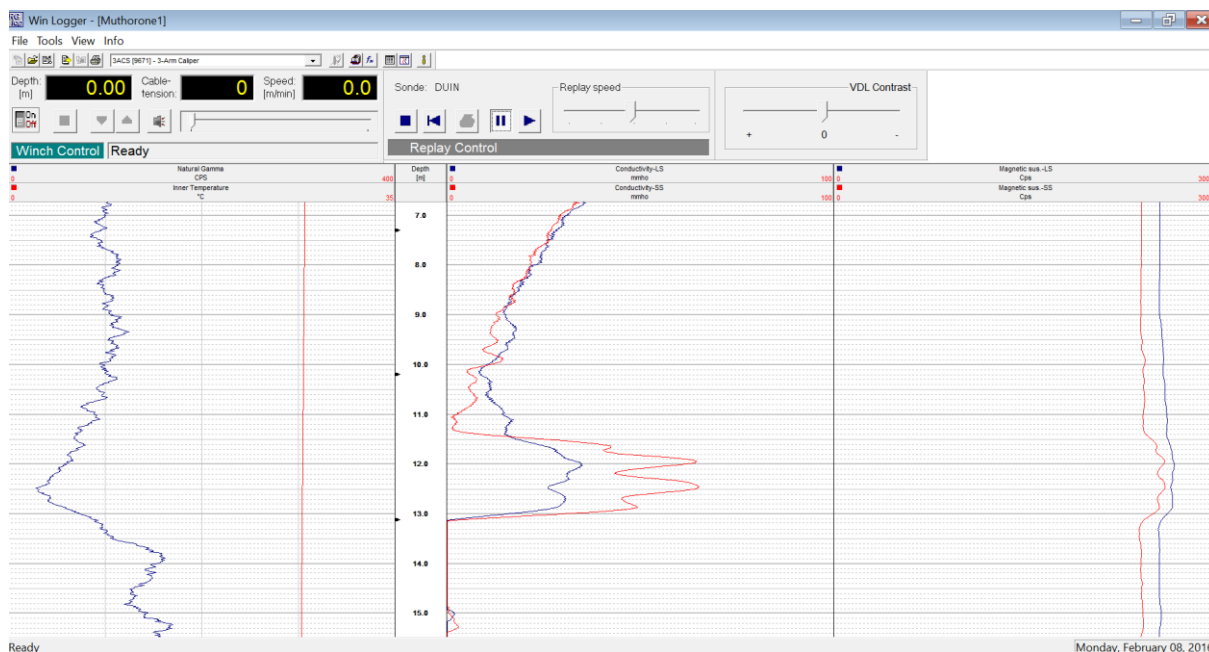 Win Logger - [Muthorone1]
File Tools View Info
3ACS [9671] - 3-Arm Caliper
Depth: [m] 0.00 Cable-tension: 0 Speed: [m/min] 0.0
On
Off
Winch Control Ready
Sonde: DUIN
Replay speed
Replay Control
VDL Contrast
+ 0 -
Natural Gamma
CPS
400
Inner Temperature
0 °C 35
Depth
[m]
Conductivity-LS
0 mmho 100
Conductivity-SS
0 mmho 100
Magnetic sus.-LS
0 Cps 300
Magnetic sus.-SS
0 Cps 300
7.0
8.0
9.0
10.0
11.0
12.0
13.0
14.0
15.0
Ready
Monday, February 08, 2016